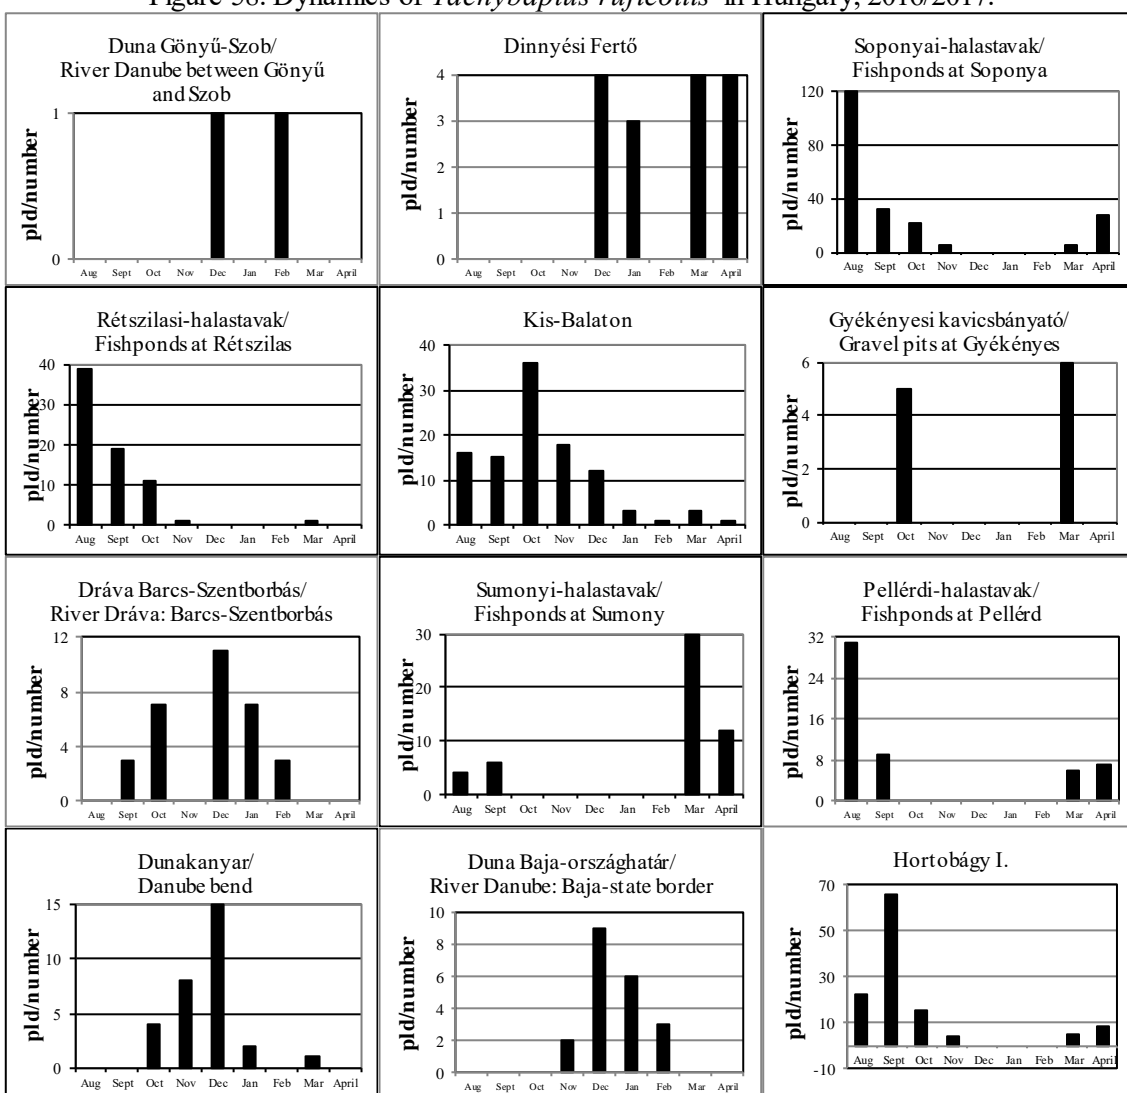 Figure 58. Dynamics of Tachybaptus ruficollis in Hungary, 2016/2017.
Duna Gönyű-Szob/
River Danube between Gönyű
and Szob
pld/number
1
0
Aug Sept Oct Nov Dec Jan Feb Mar April
Dinnyési Fertő
pld/number
4
3
2
1
0
Aug Sept Oct Nov Dec Jan Feb Mar April
Soponyai-halastavak/
Fishponds at Soponya
pld/number
120
80
40
0
Aug Sept Oct Nov Dec Jan Feb Mar April
Rétszilasi-halastavak/
Fishponds at Rétszilas
pld/number
40
30
20
10
0
Aug Sept Oct Nov Dec Jan Feb Mar April
Kis-Balaton
pld/number
40
30
20
10
0
Aug Sept Oct Nov Dec Jan Feb Mar April
Gyékényesi kavicsbányató/
Gravel pits at Gyékényes
pld/number
6
4
2
0
Aug Sept Oct Nov Dec Jan Feb Mar April
Dráva Barcs-Szentborbás/
River Dráva: Barcs-Szentborbás
pld/number
12
8
4
0
Aug Sept Oct Nov Dec Jan Feb Mar April
Sumonyi-halastavak/
Fishponds at Sumony
pld/number
30
20
10
0
Aug Sept Oct Nov Dec Jan Feb Mar April
Pellérdi-halastavak/
Fishponds at Pellérd
pld/number
32
24
16
8
0
Aug Sept Oct Nov Dec Jan Feb Mar April
Dunakanyar/
Danube bend
pld/number
15
10
5
0
Aug Sept Oct Nov Dec Jan Feb Mar April
Duna Baja-országhatár/
River Danube: Baja-state border
pld/number
10
8
6
4
2
0
Aug Sept Oct Nov Dec Jan Feb Mar April
Hortobágy I.
pld/number
70
50
30
10
-10
Aug Sept Oct Nov Dec Jan Feb Mar April